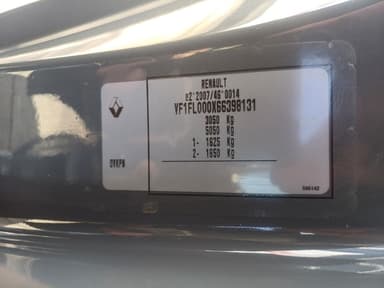 RENAULT
e2*2007/46*0014
VF1FL000X66398131
3050 Kg
5050 Kg
1- 1625 Kg
2- 1650 Kg